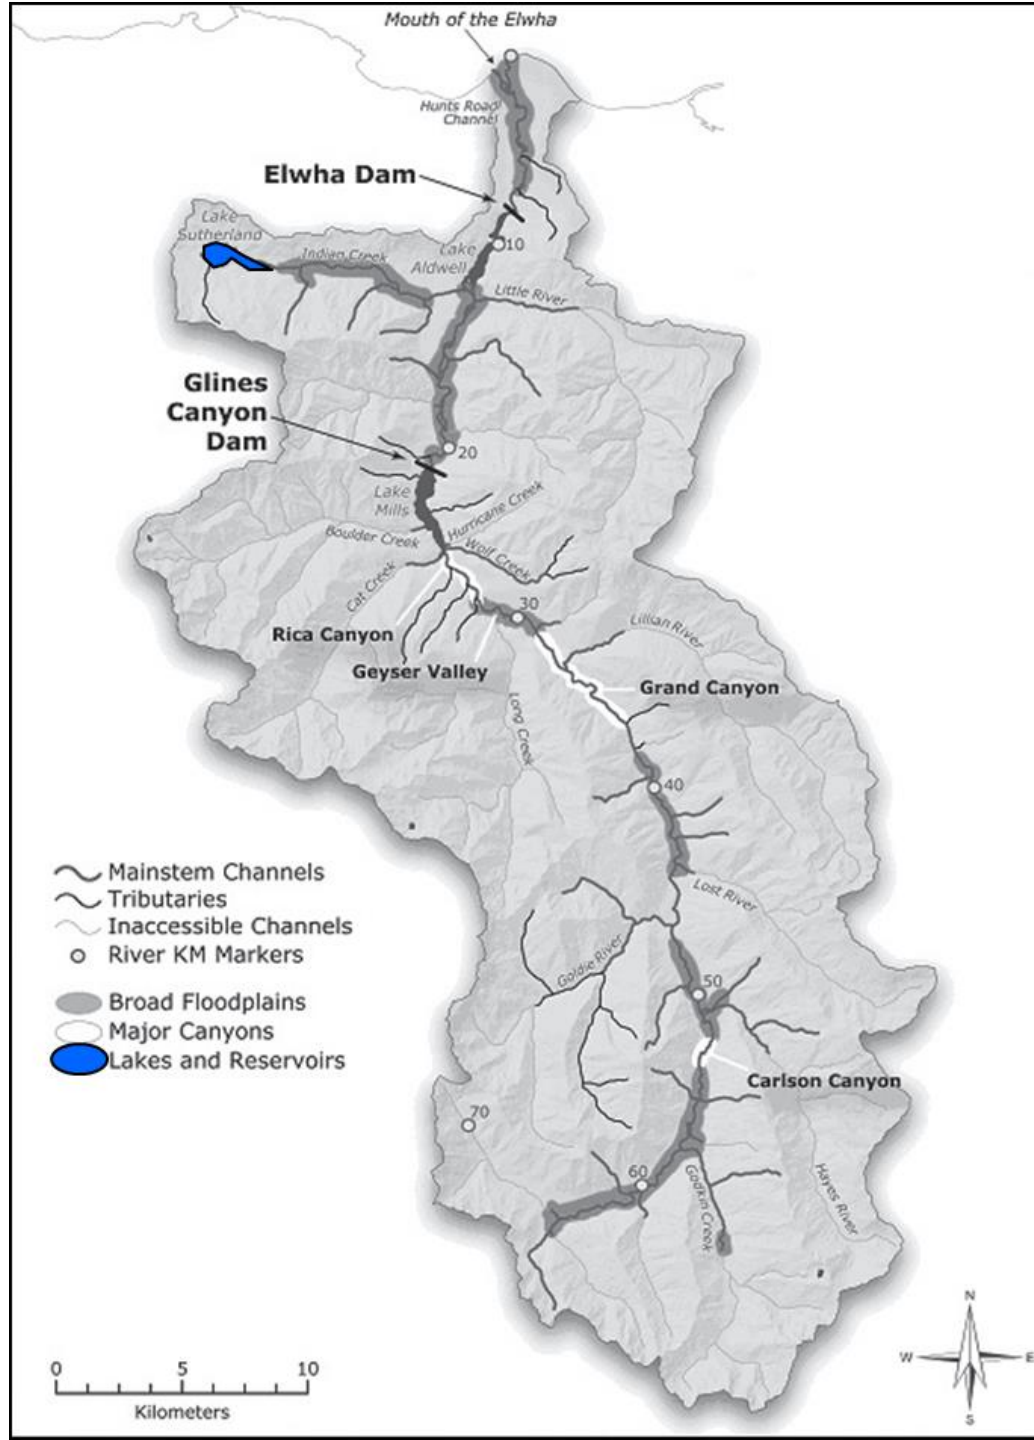 Mouth of the Elwha
Hunts Road
Channel
Elwha Dam
Lake
Sutherland
10
Indian Creek
Lake
Aldwell
Little River
Glines
Canyon
Dam
20
Lake
Mills
Hurricane Creek
Boulder Creek
Wolf Creek
Cat Creek
30
Rica Canyon
Lillian River
Geyser Valley
Grand Canyon
Long Creek
40
Mainstem Channels
Tributaries
Inaccessible Channels
River KM Markers
Lost River
Goldie River
50
Broad Floodplains
Major Canyons
Lakes and Reservoirs
Carlson Canyon
70
60
Godkin Creek
Hayes River
N
W
E
S
0 5 10
Kilometers